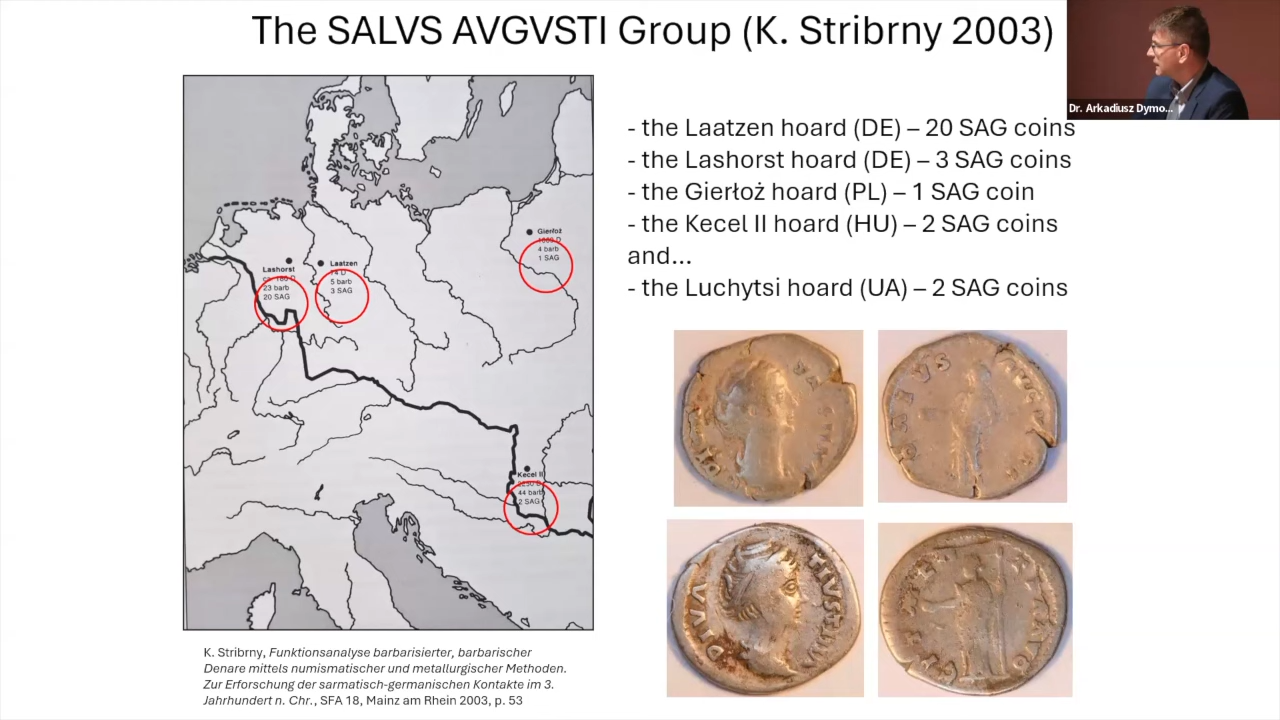 The SALVS AVGVSTI Group (K. Stribrny 2003)
Dr. Arkadiusz Dymo...
- the Laatzen hoard (DE) – 20 SAG coins
- the Lashorst hoard (DE) – 3 SAG coins
- the Gierłoż hoard (PL) – 1 SAG coin
- the Kecel II hoard (HU) – 2 SAG coins
and...
- the Luchytsi hoard (UA) – 2 SAG coins
Gierłoż
4 barb
1 SAG
Lashorst
23 barb
20 SAG
Laatzen
5 barb
3 SAG
Kecel II
44 barb
2 SAG
DIVA
K. Stribrny, Funktionsanalyse barbarisierter, barbarischer
Denare mittels numismatischer und metallurgischer Methoden.
Zur Erforschung der sarmatisch-germanischen Kontakte im 3.
Jahrhundert n. Chr., SFA 18, Mainz am Rhein 2003, p. 53